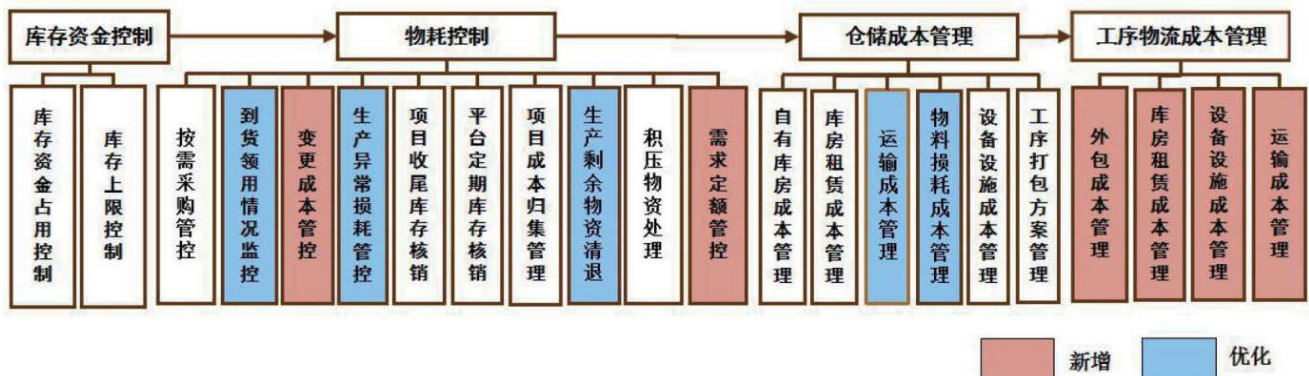 库存资金控制
物耗控制
仓储成本管理
工序物流成本管理
库存资金占用控制
库存上限控制
按需采购管控
到货领用情况监控
变更成本管控
生产异常损耗管控
项目收尾库存核销
平台定期库存核销
项目成本归集管理
生产剩余物资清退
积压物资处理
需求定额管控
自有库房成本管理
库房租赁成本管理
运输成本管理
物料损耗成本管理
设备设施成本管理
工序打包方案管理
外包成本管理
库房租赁成本管理
设备设施成本管理
运输成本管理
新增
优化